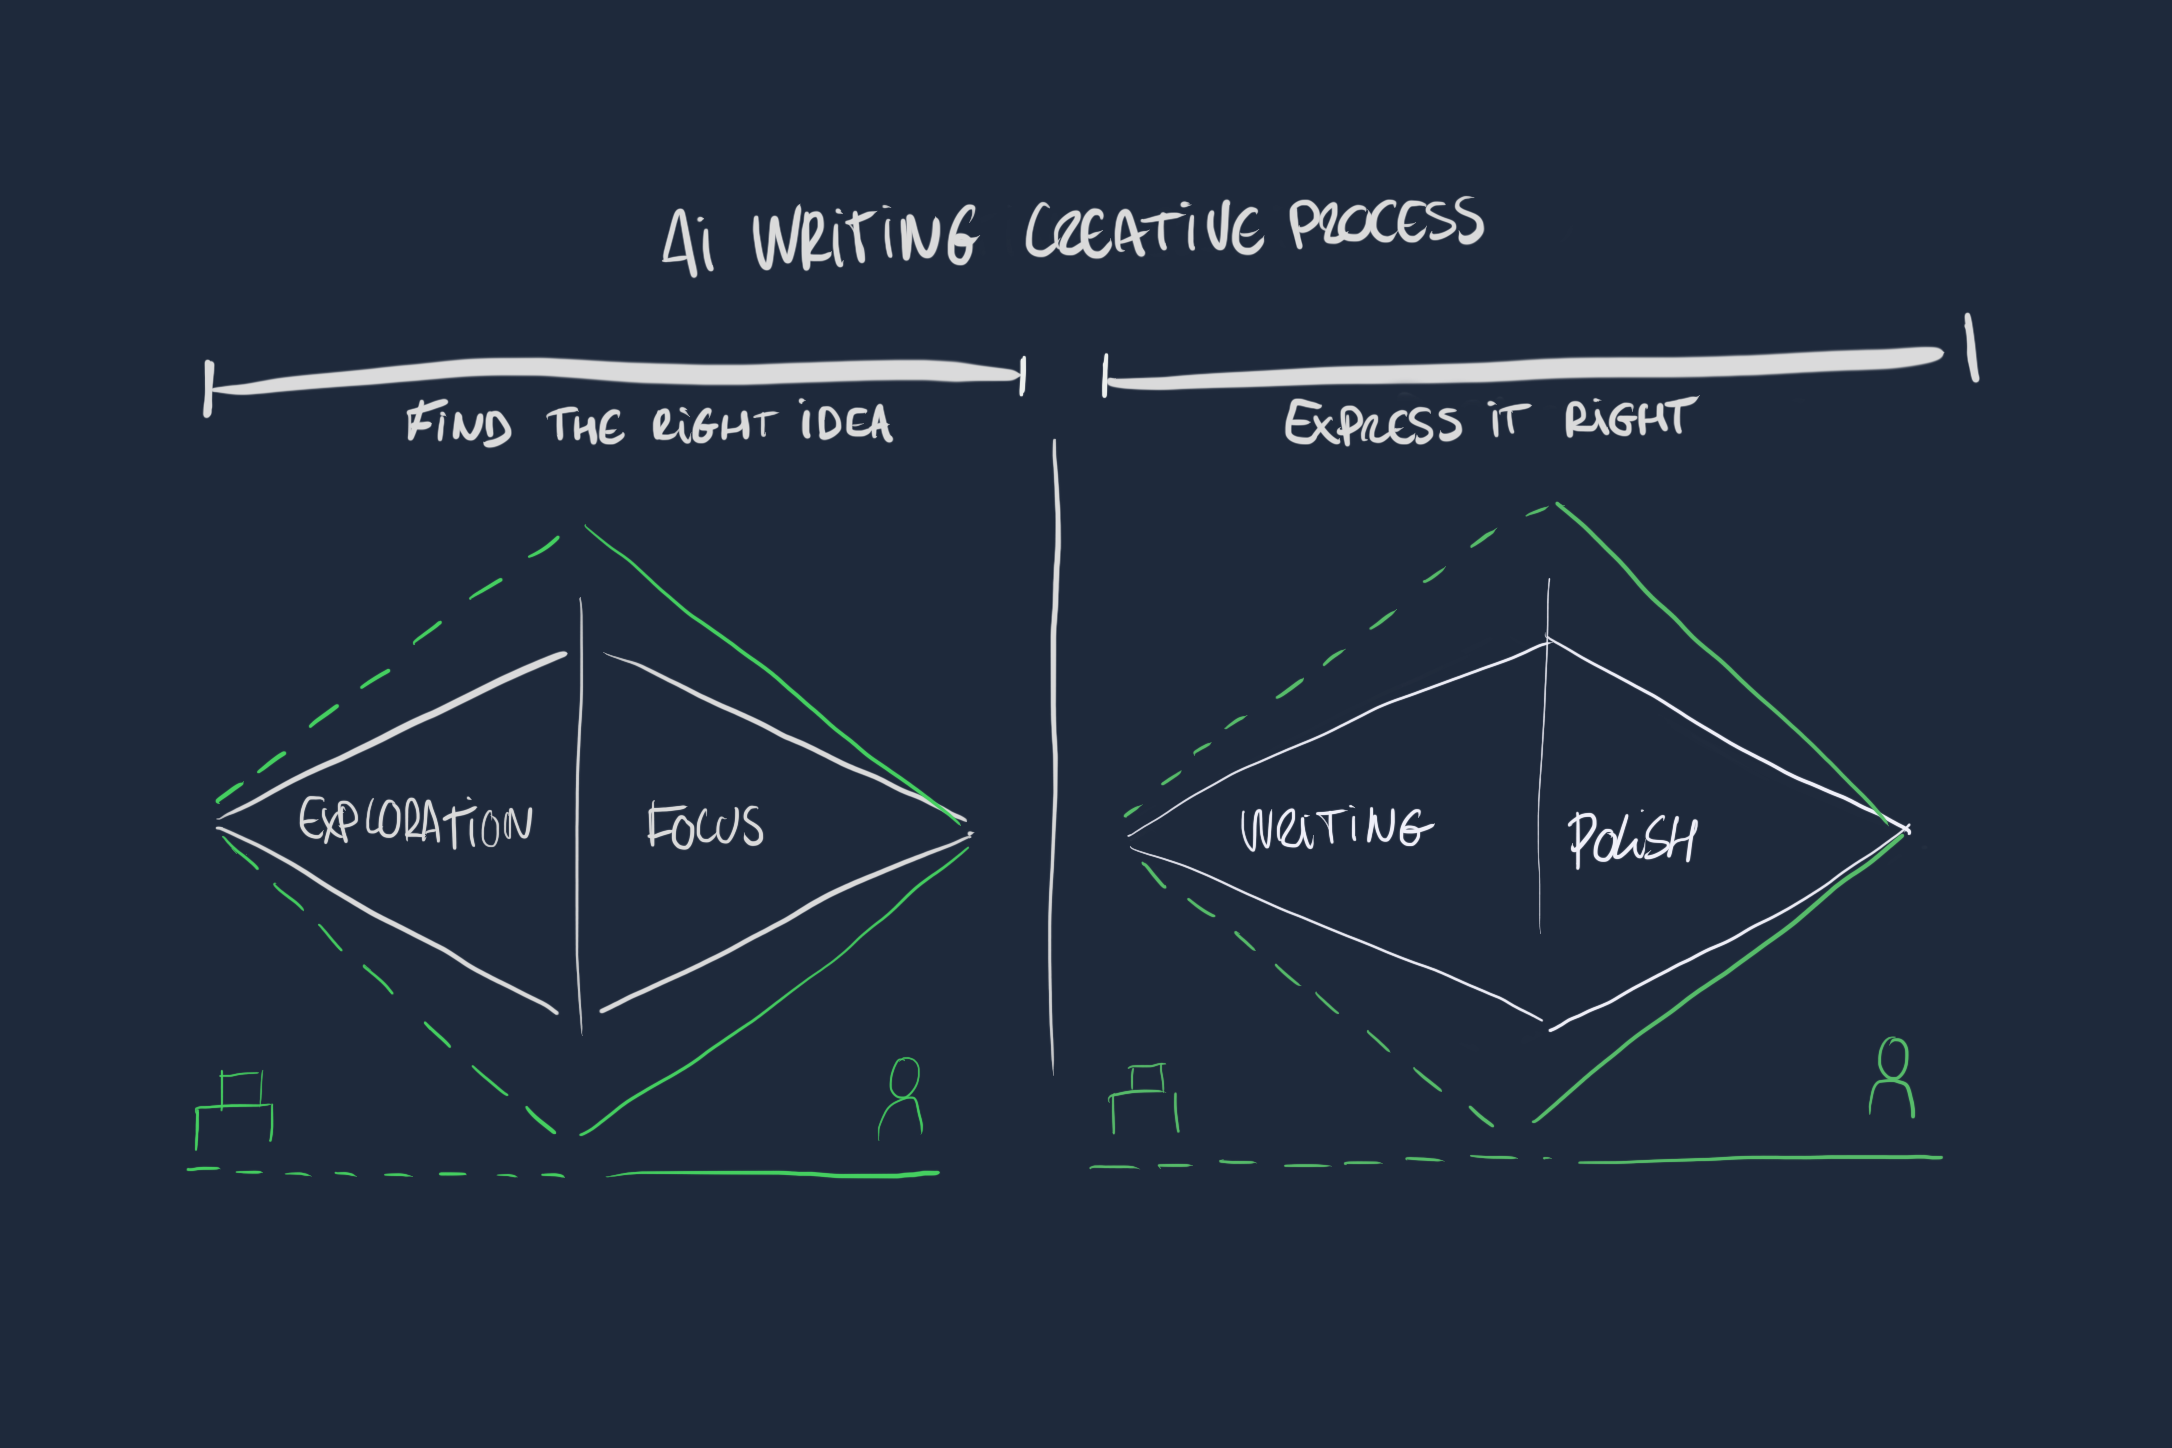 Ai WRiTiNG CREATiVE PROCESS
FiND THE RiGHT iDEA
EXPRESS iT RiGHT
EXPLORATiON
FOCUS
WRiTiNG
POLiSH